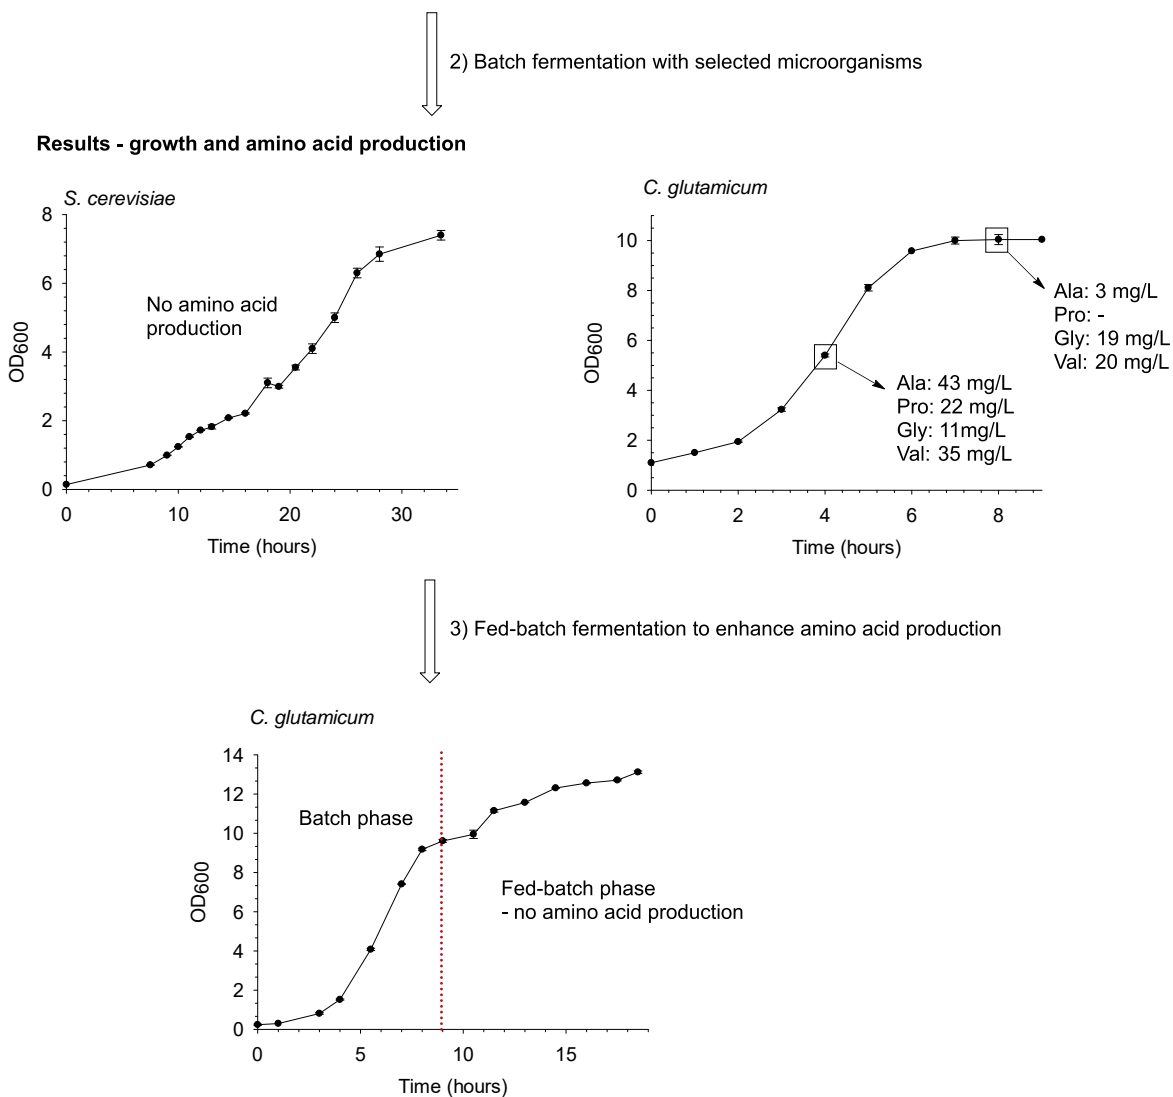 2) Batch fermentation with selected microorganisms
Results - growth and amino acid production
S. cerevisiae
8
6
4
2
0
OD600
No amino acid
production
0 10 20 30
Time (hours)
C. glutamicum
10
8
6
4
2
0
OD600
Ala: 3 mg/L
Pro: -
Gly: 19 mg/L
Val: 20 mg/L
Ala: 43 mg/L
Pro: 22 mg/L
Gly: 11mg/L
Val: 35 mg/L
0 2 4 6 8
Time (hours)
3) Fed-batch fermentation to enhance amino acid production
C. glutamicum
14
12
10
8
6
4
2
0
OD600
Batch phase
Fed-batch phase
- no amino acid production
0 5 10 15
Time (hours)